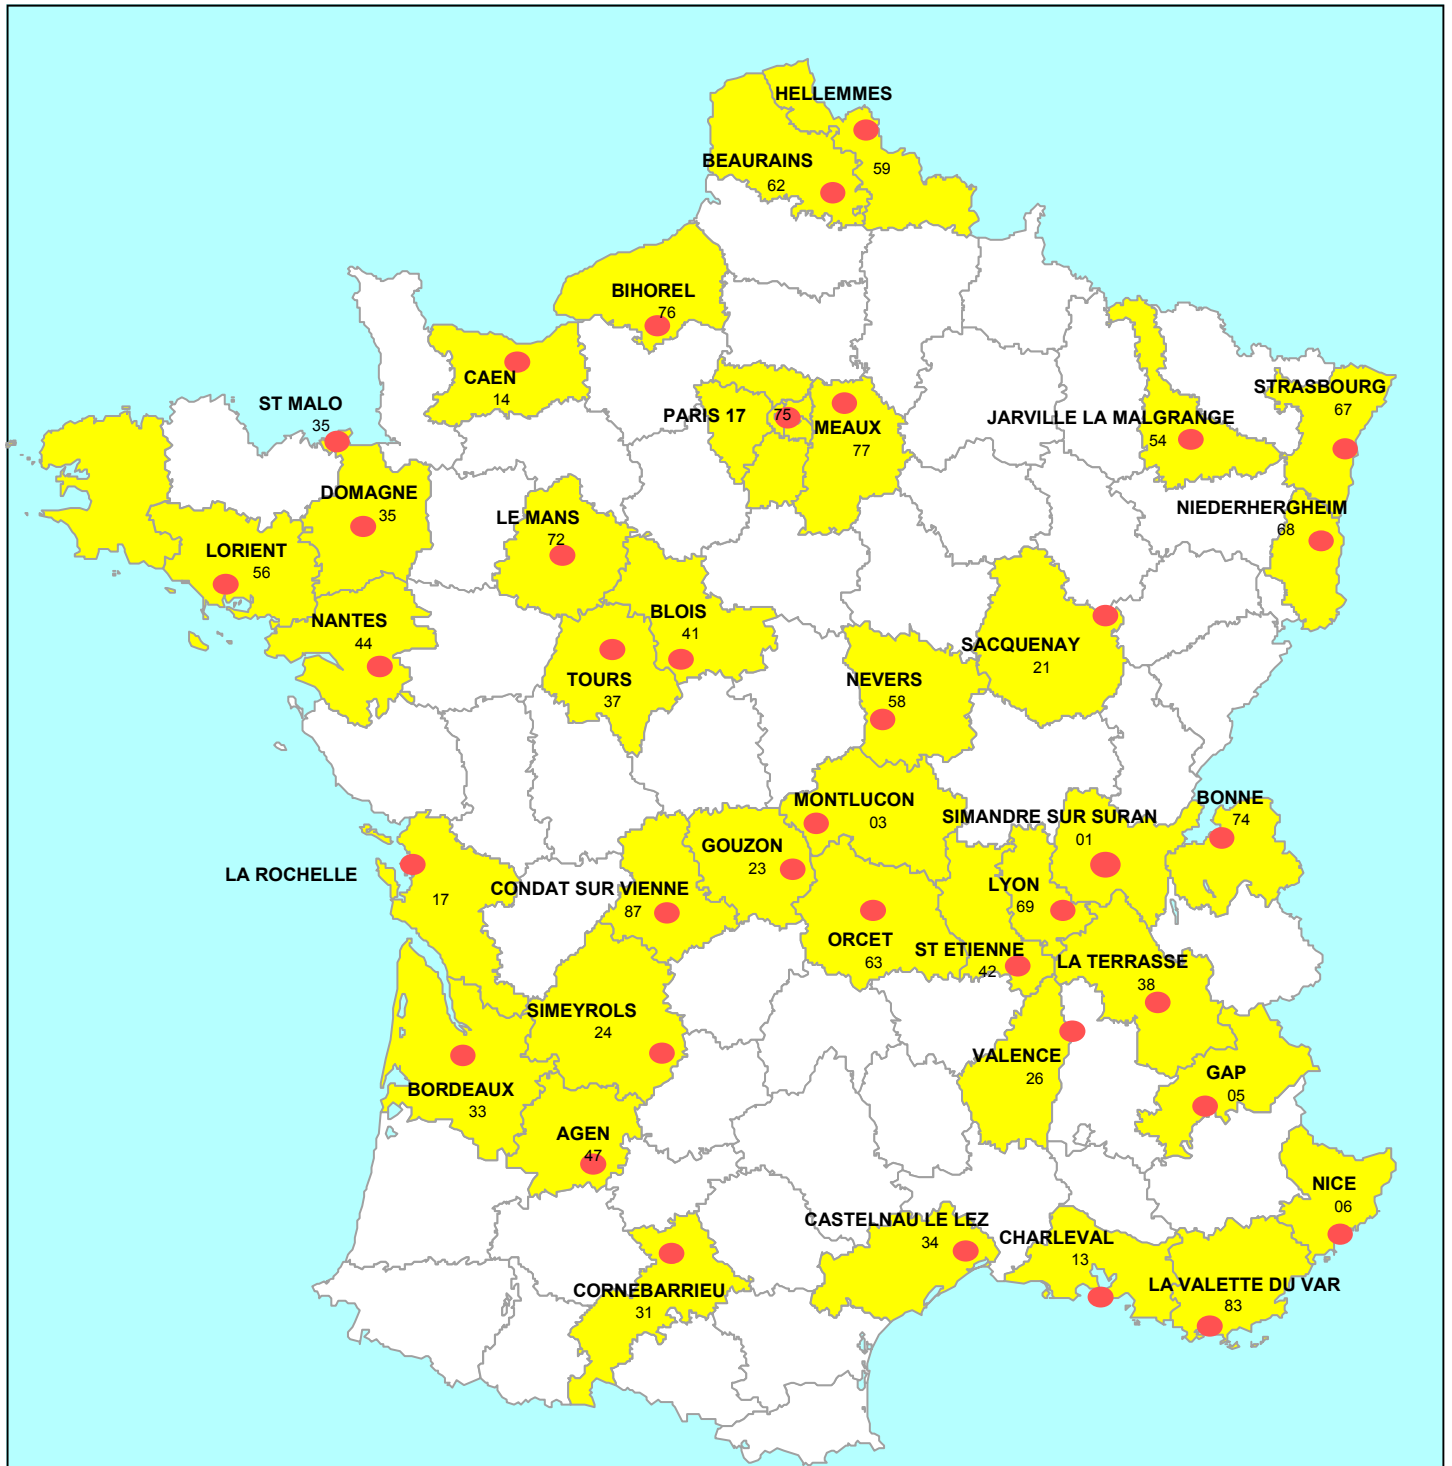 HELLEMMES
59
BEAURAINS
62
BIHOREL
76
CAEN
14
ST MALO
35
PARIS 17
75
MEAUX
77
JARVILLE LA MALGRANGE
54
STRASBOURG
67
DOMAGNE
35
LE MANS
72
NIEDERHERGHEIM
68
LORIENT
56
NANTES
44
BLOIS
41
TOURS
37
NEVERS
58
SACQUENAY
21
MONTLUCON
03
SIMANDRE SUR SURAN
01
BONNE
74
GOUZON
23
LA ROCHELLE
17
CONDAT SUR VIENNE
87
LYON
69
ORCET
63
ST ETIENNE
42
LA TERRASSE
38
SIMEYROLS
24
VALENCE
26
GAP
05
BORDEAUX
33
AGEN
47
NICE
06
CASTELNAU LE LEZ
34
CHARLEVAL
13
CORNEBARRIEU
31
LA VALETTE DU VAR
83